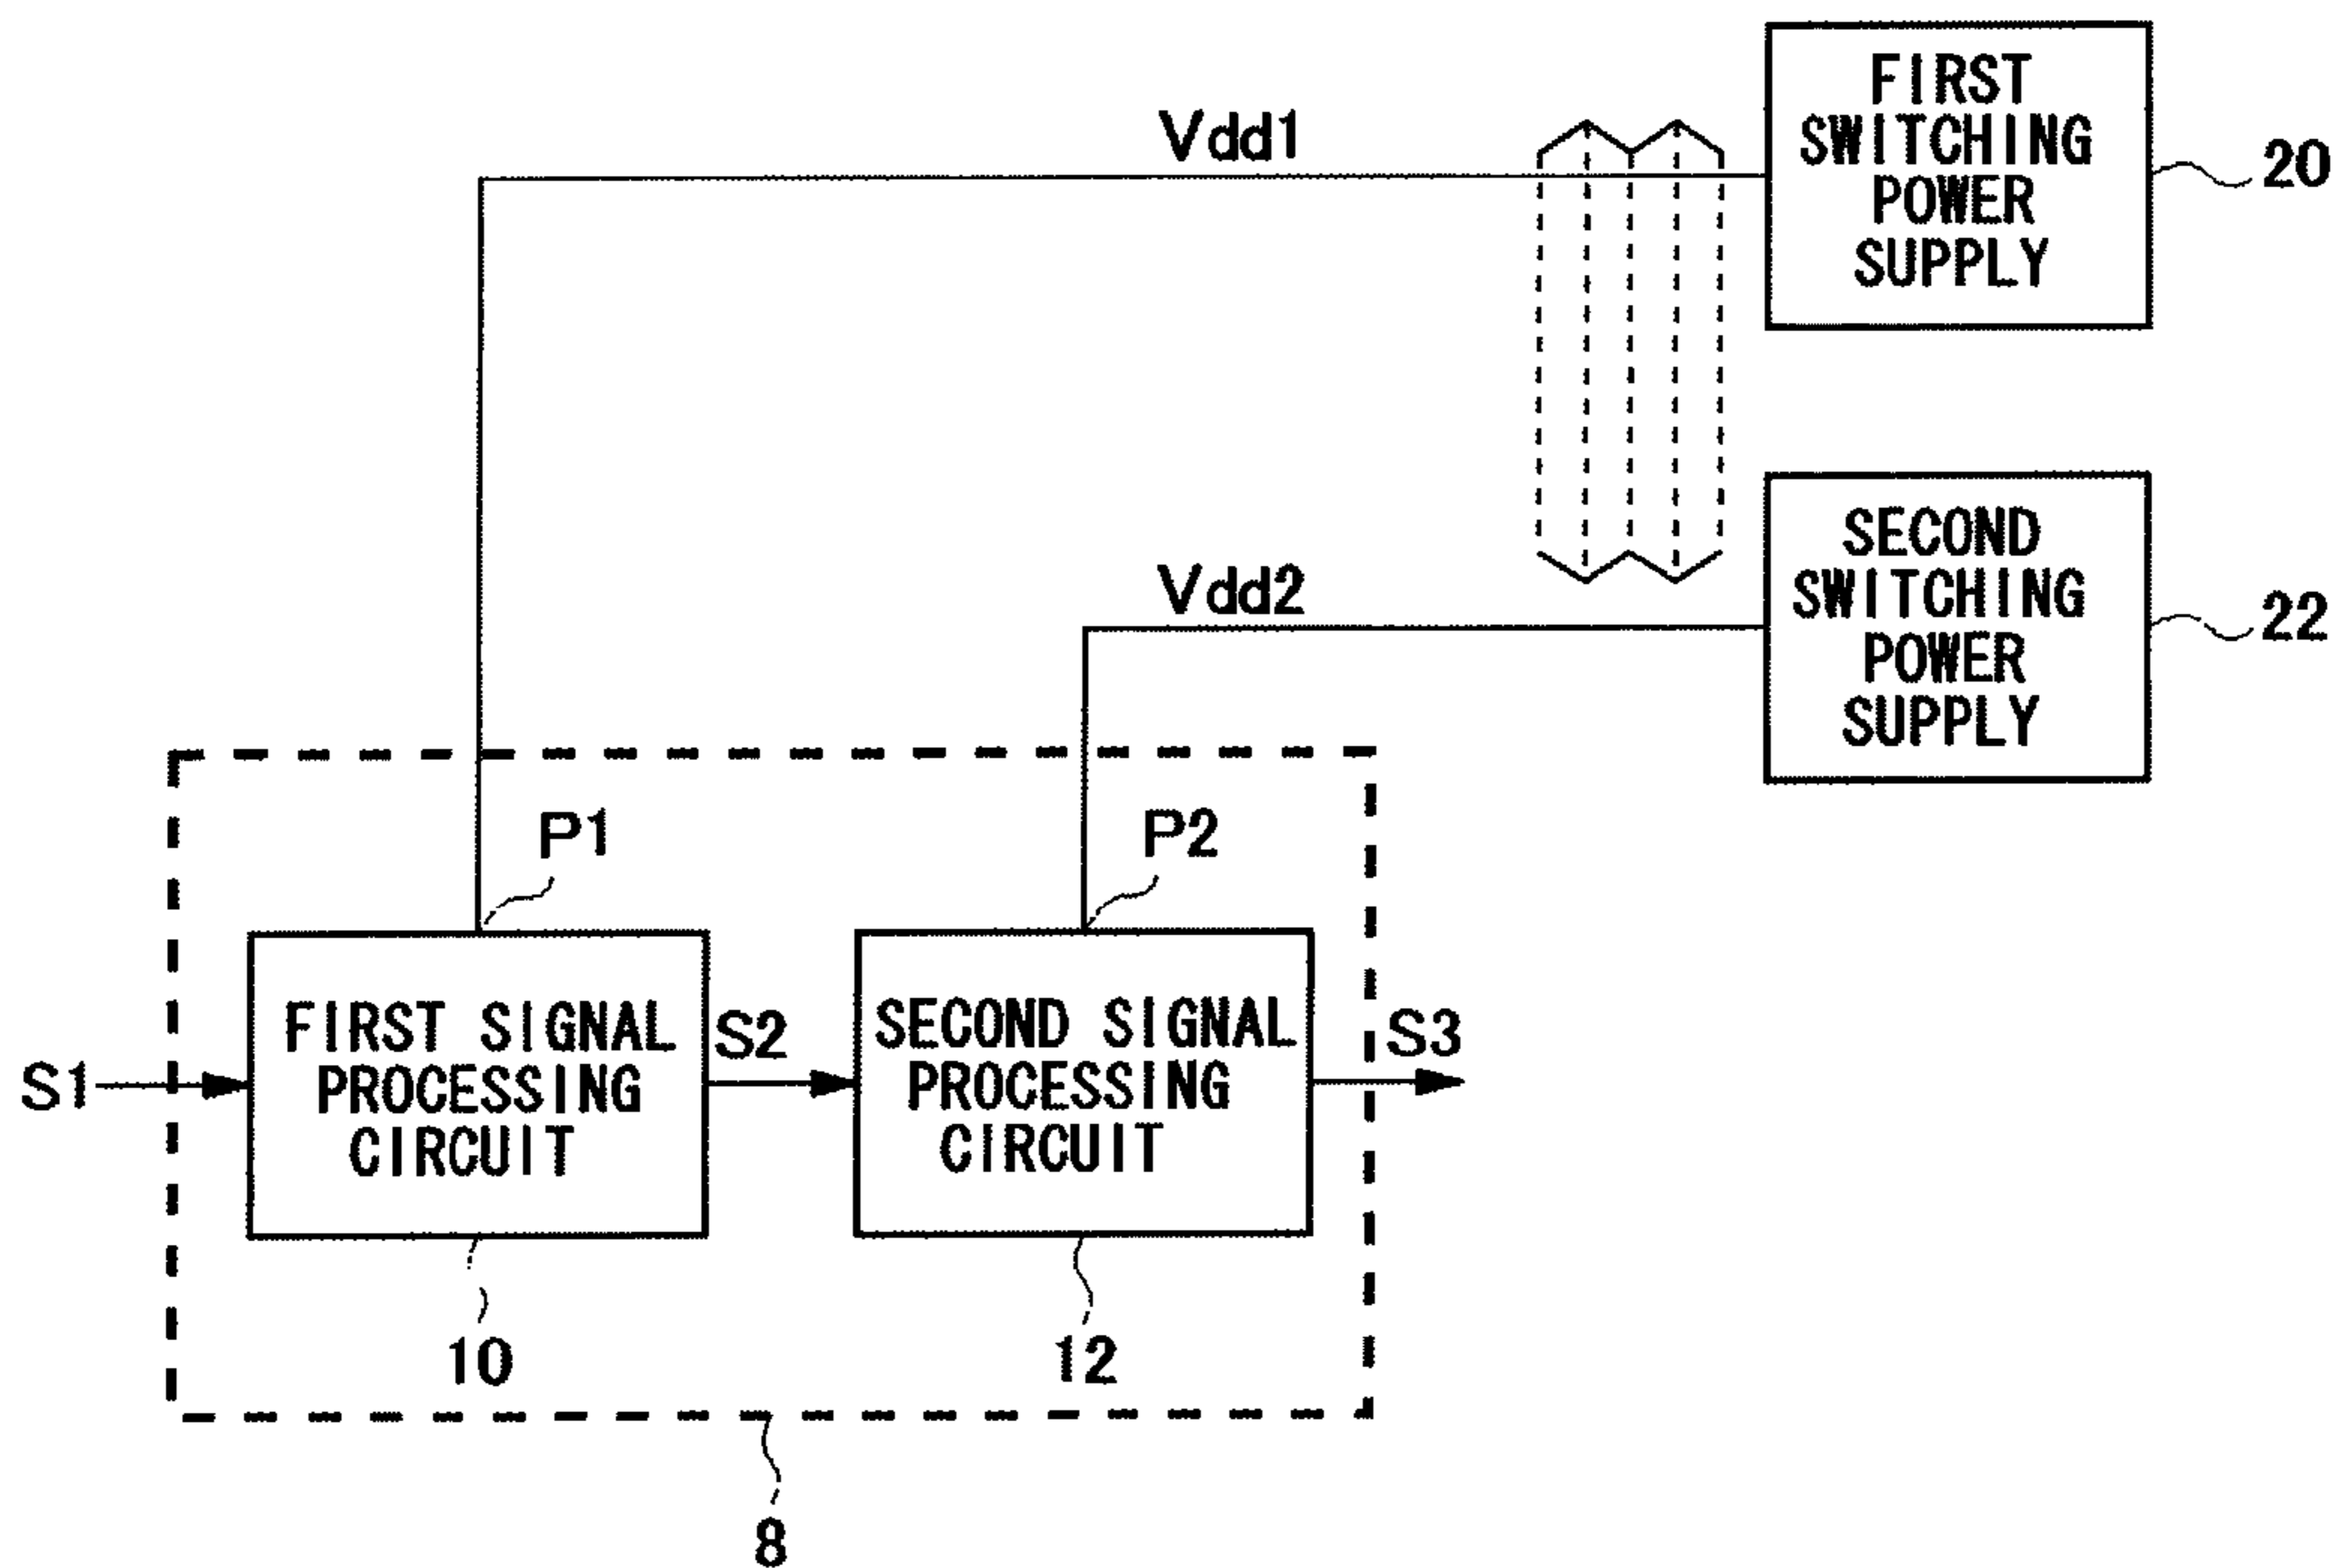 FIRST
SWITCHING
POWER
SUPPLY
20
Vdd1
SECOND
SWITCHING
POWER
SUPPLY
22
Vdd2
P1
P2
S1
FIRST SIGNAL
PROCESSING
CIRCUIT
S2
SECOND SIGNAL
PROCESSING
CIRCUIT
S3
10
12
8